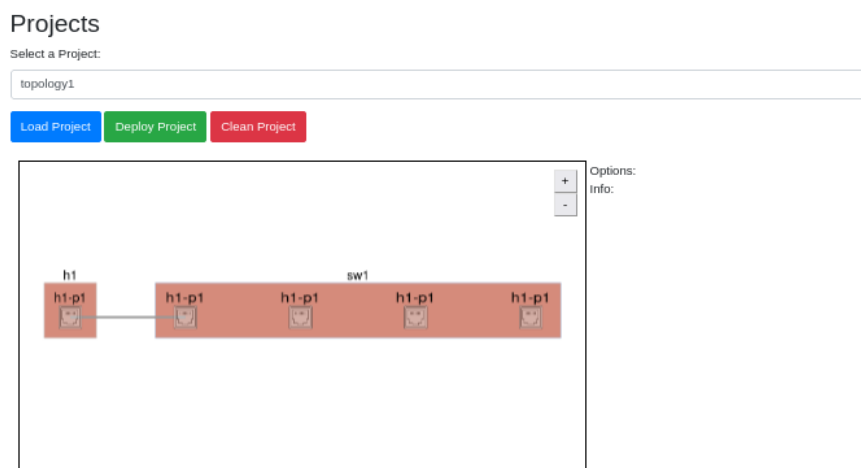 Projects
Select a Project:
topology1
Load Project Deploy Project Clean Project
+
-
Options:
Info:
h1 sw1
h1-p1 h1-p1 h1-p1 h1-p1 h1-p1